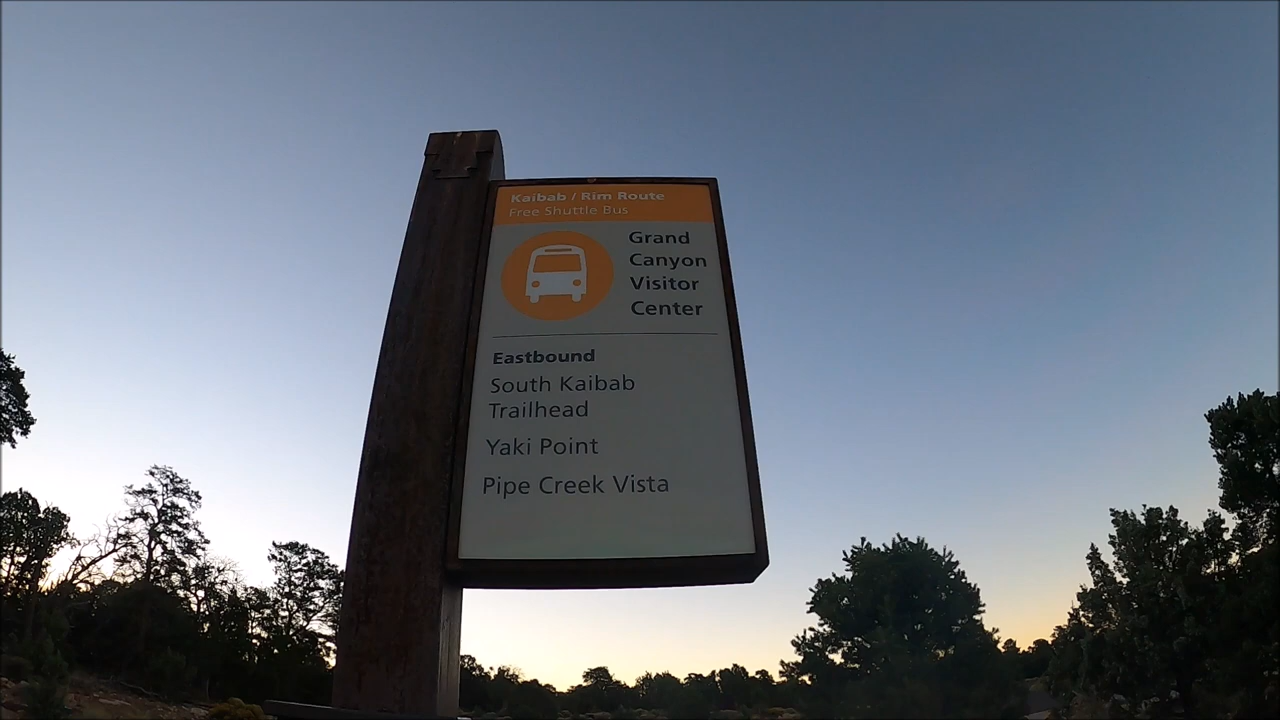 Kaibab / Rim Route
Free Shuttle Bus
Grand
Canyon
Visitor
Center
Eastbound
South Kaibab
Trailhead
Yaki Point
Pipe Creek Vista